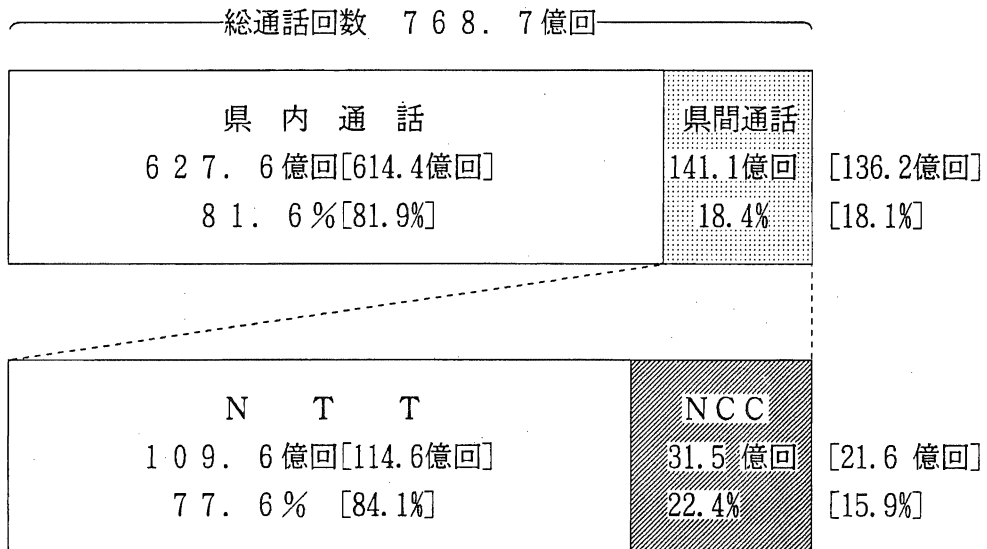 総通話回数 768.7億回
県内通話 県間通話
627.6億回[614.4億回] 141.1億回 [136.2億回]
81.6%[81.9%] 18.4% [18.1%]
NTT NCC
109.6億回[114.6億回] 31.5億回 [21.6億回]
77.6% [84.1%] 22.4% [15.9%]